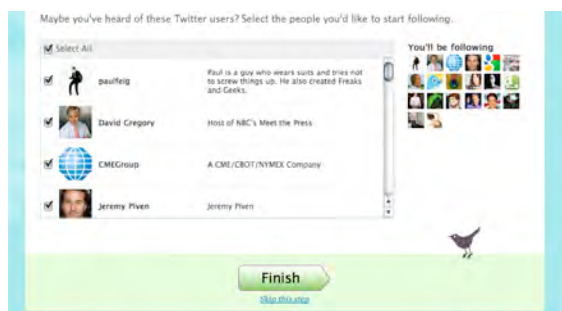 Maybe you've heard of these Twitter users? Select the people you'd like to start following.
Select All
You'll be following
paulfeig
Paul is a guy who wears suits and tries not
to screw things up. He also created Freaks
and Geeks.
David Gregory
Host of NBC's Meet the Press
CMEGroup
A CME/CBOT/NYMEX Company
Jeremy Piven
Jeremy Piven
Finish
Skip this step